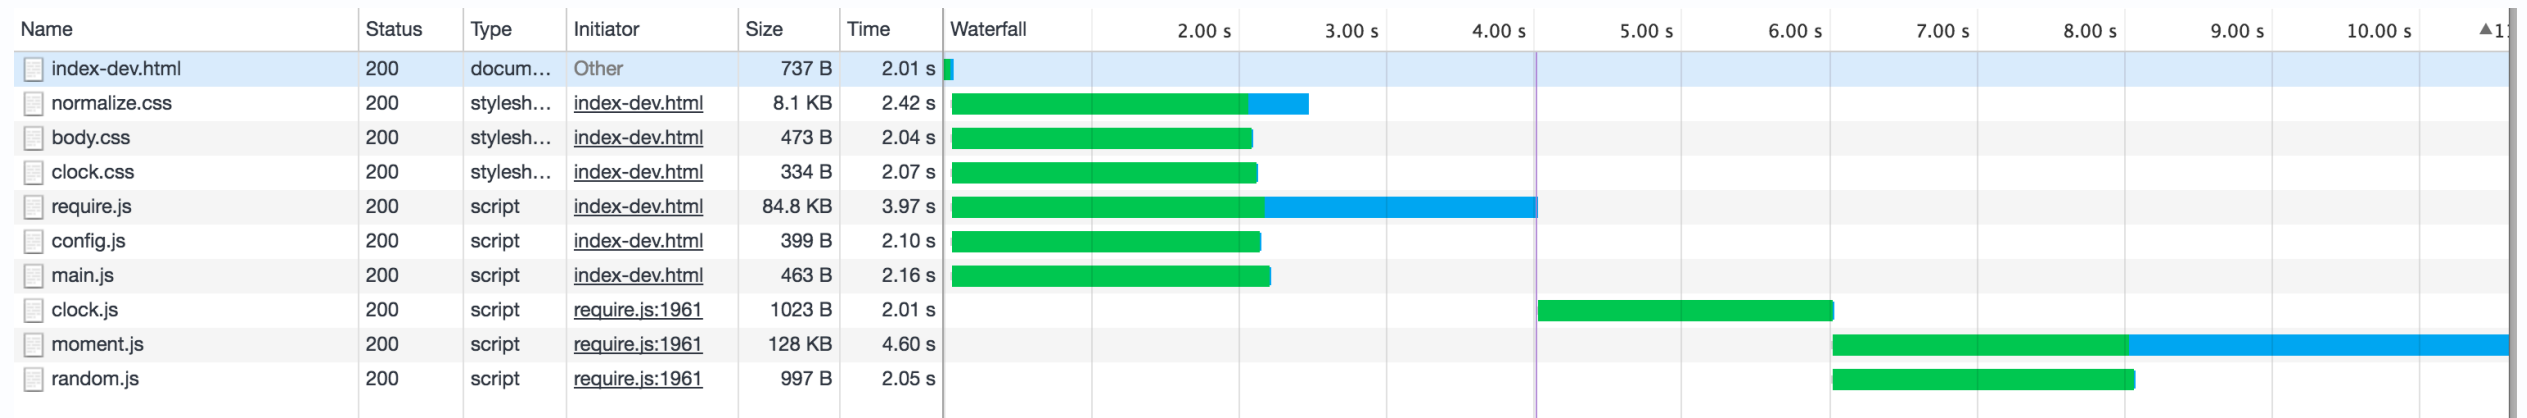 Name Status Type Initiator Size Time Waterfall 2.00 s 3.00 s 4.00 s 5.00 s 6.00 s 7.00 s 8.00 s 9.00 s 10.00 s ▲
index-dev.html 200 docum... Other 737 B 2.01 s
normalize.css 200 stylesh... index-dev.html 8.1 KB 2.42 s
body.css 200 stylesh... index-dev.html 473 B 2.04 s
clock.css 200 stylesh... index-dev.html 334 B 2.07 s
require.js 200 script index-dev.html 84.8 KB 3.97 s
config.js 200 script index-dev.html 399 B 2.10 s
main.js 200 script index-dev.html 463 B 2.16 s
clock.js 200 script require.js:1961 1023 B 2.01 s
moment.js 200 script require.js:1961 128 KB 4.60 s
random.js 200 script require.js:1961 997 B 2.05 s